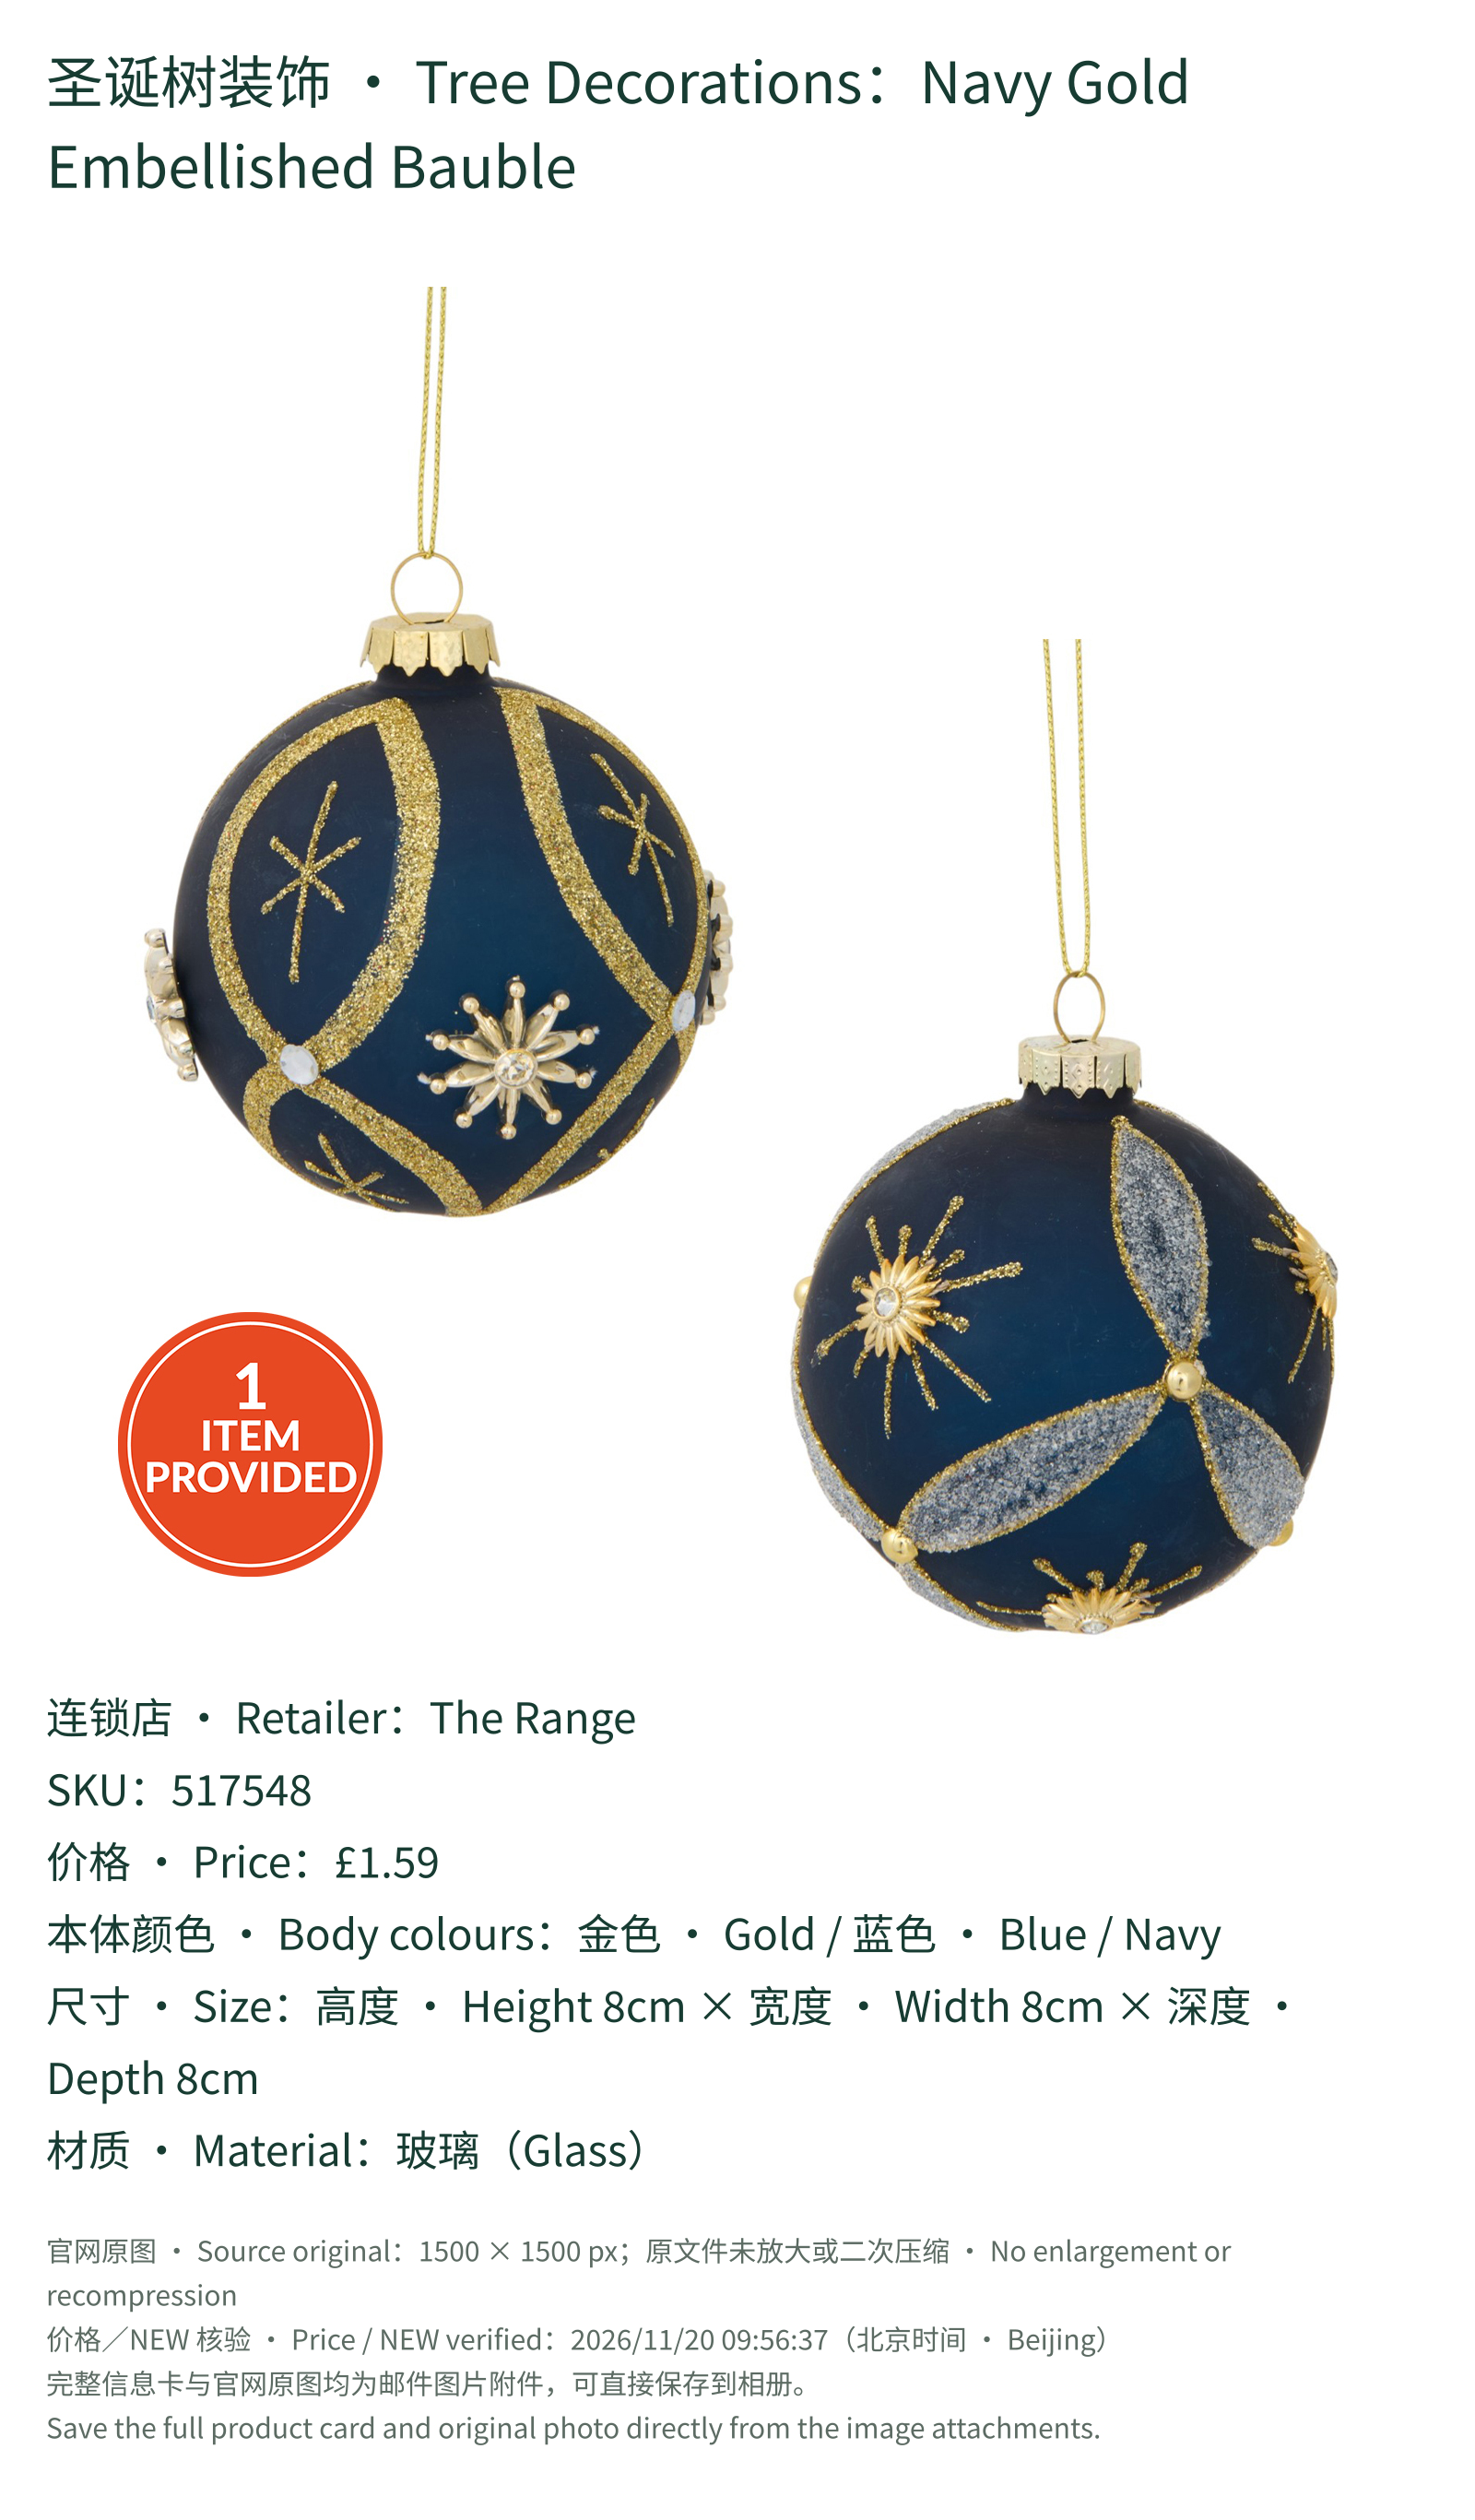 圣诞树装饰 · Tree Decorations：Navy Gold
Embellished Bauble
1
ITEM
PROVIDED
连锁店 · Retailer：The Range
SKU：517548
价格 · Price：£1.59
本体颜色 · Body colours：金色 · Gold / 蓝色 · Blue / Navy
尺寸 · Size：高度 · Height 8cm × 宽度 · Width 8cm × 深度 ·
Depth 8cm
材质 · Material：玻璃（Glass）
官网原图 · Source original：1500 × 1500 px；原文件未放大或二次压缩 · No enlargement or
recompression
价格／NEW 核验 · Price / NEW verified：2026/11/20 09:56:37（北京时间 · Beijing）
完整信息卡与官网原图均为邮件图片附件，可直接保存到相册。
Save the full product card and original photo directly from the image attachments.